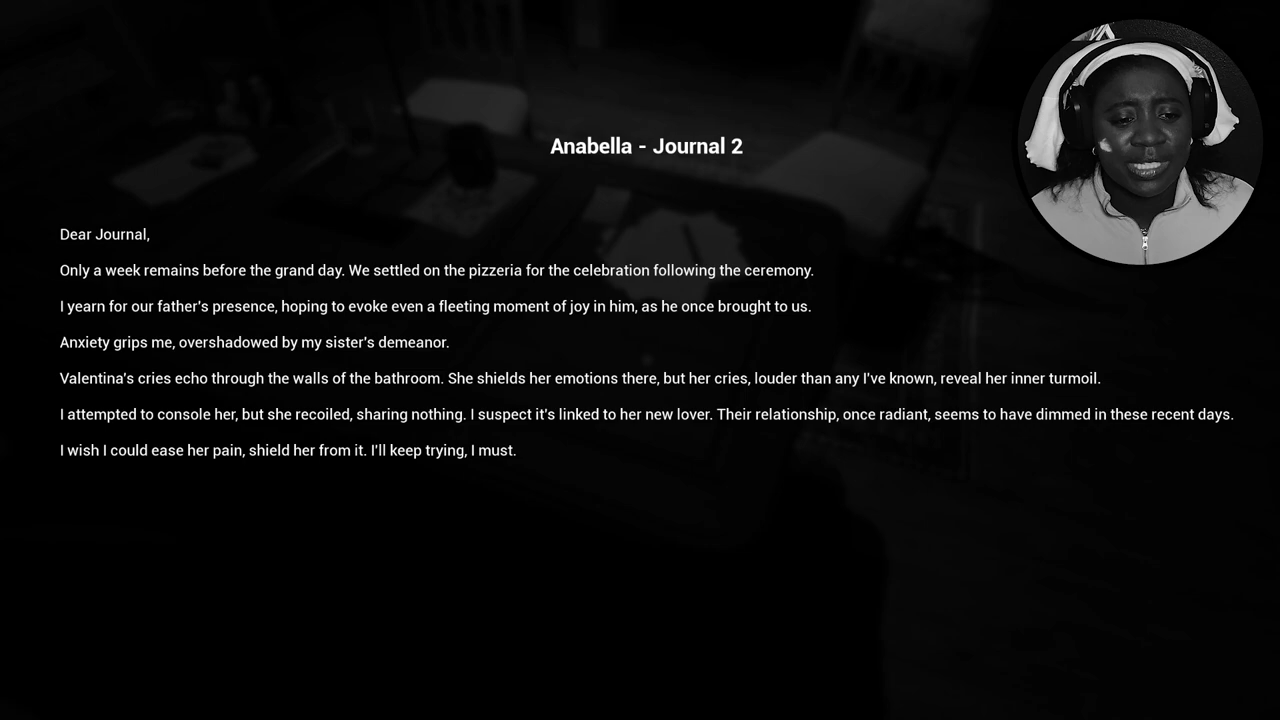 Anabella - Journal 2
Dear Journal,
Only a week remains before the grand day. We settled on the pizzeria for the celebration following the ceremony.
I yearn for our father's presence, hoping to evoke even a fleeting moment of joy in him, as he once brought to us.
Anxiety grips me, overshadowed by my sister's demeanor.
Valentina's cries echo through the walls of the bathroom. She shields her emotions there, but her cries, louder than any I've known, reveal her inner turmoil.
I attempted to console her, but she recoiled, sharing nothing. I suspect it's linked to her new lover. Their relationship, once radiant, seems to have dimmed in these recent days.
I wish I could ease her pain, shield her from it. I'll keep trying, I must.